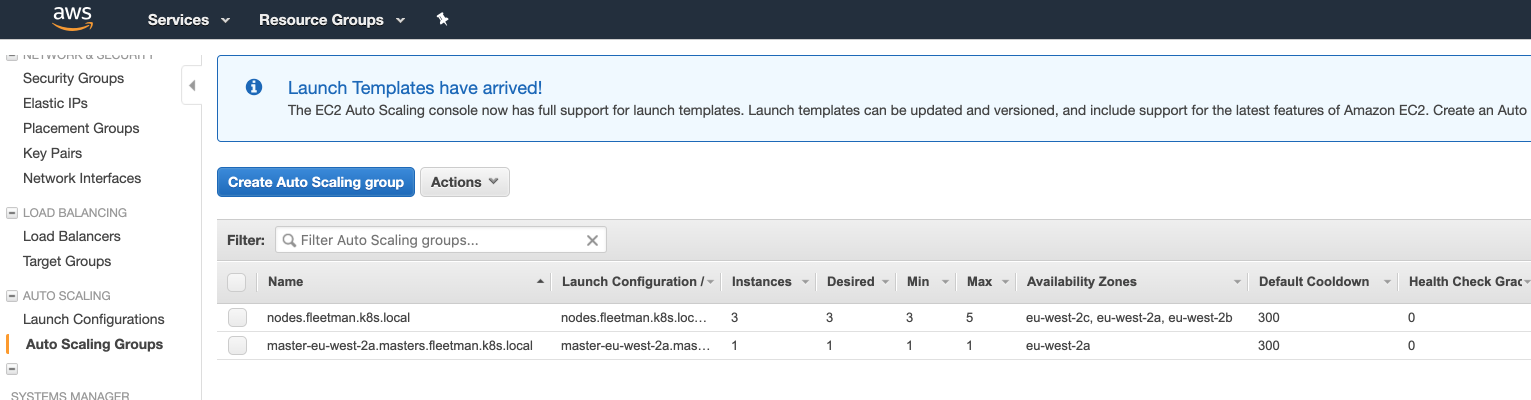 aws
Services
Resource Groups
NETWORK & SECURITY
Security Groups
Elastic IPs
Placement Groups
Key Pairs
Network Interfaces
LOAD BALANCING
Load Balancers
Target Groups
AUTO SCALING
Launch Configurations
Auto Scaling Groups
SYSTEMS MANAGER
Launch Templates have arrived!
The EC2 Auto Scaling console now has full support for launch templates. Launch templates can be updated and versioned, and include support for the latest features of Amazon EC2. Create an Auto
Create Auto Scaling group Actions
Filter: Filter Auto Scaling groups...
Name Launch Configuration / Instances Desired Min Max Availability Zones Default Cooldown Health Check Grac
nodes.fleetman.k8s.local nodes.fleetman.k8s.loc... 3 3 3 5 eu-west-2c, eu-west-2a, eu-west-2b 300 0
master-eu-west-2a.masters.fleetman.k8s.local master-eu-west-2a.mas... 1 1 1 1 eu-west-2a 300 0